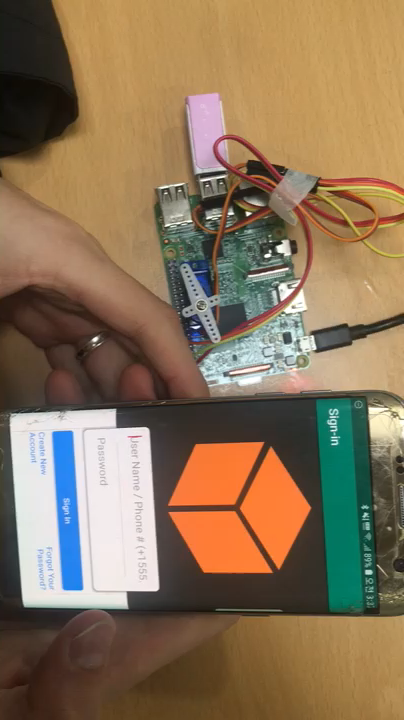 Sign-in
User Name / Phone # (+1555
Password
Sign In
Create New
Account
Forgot Your
Password?